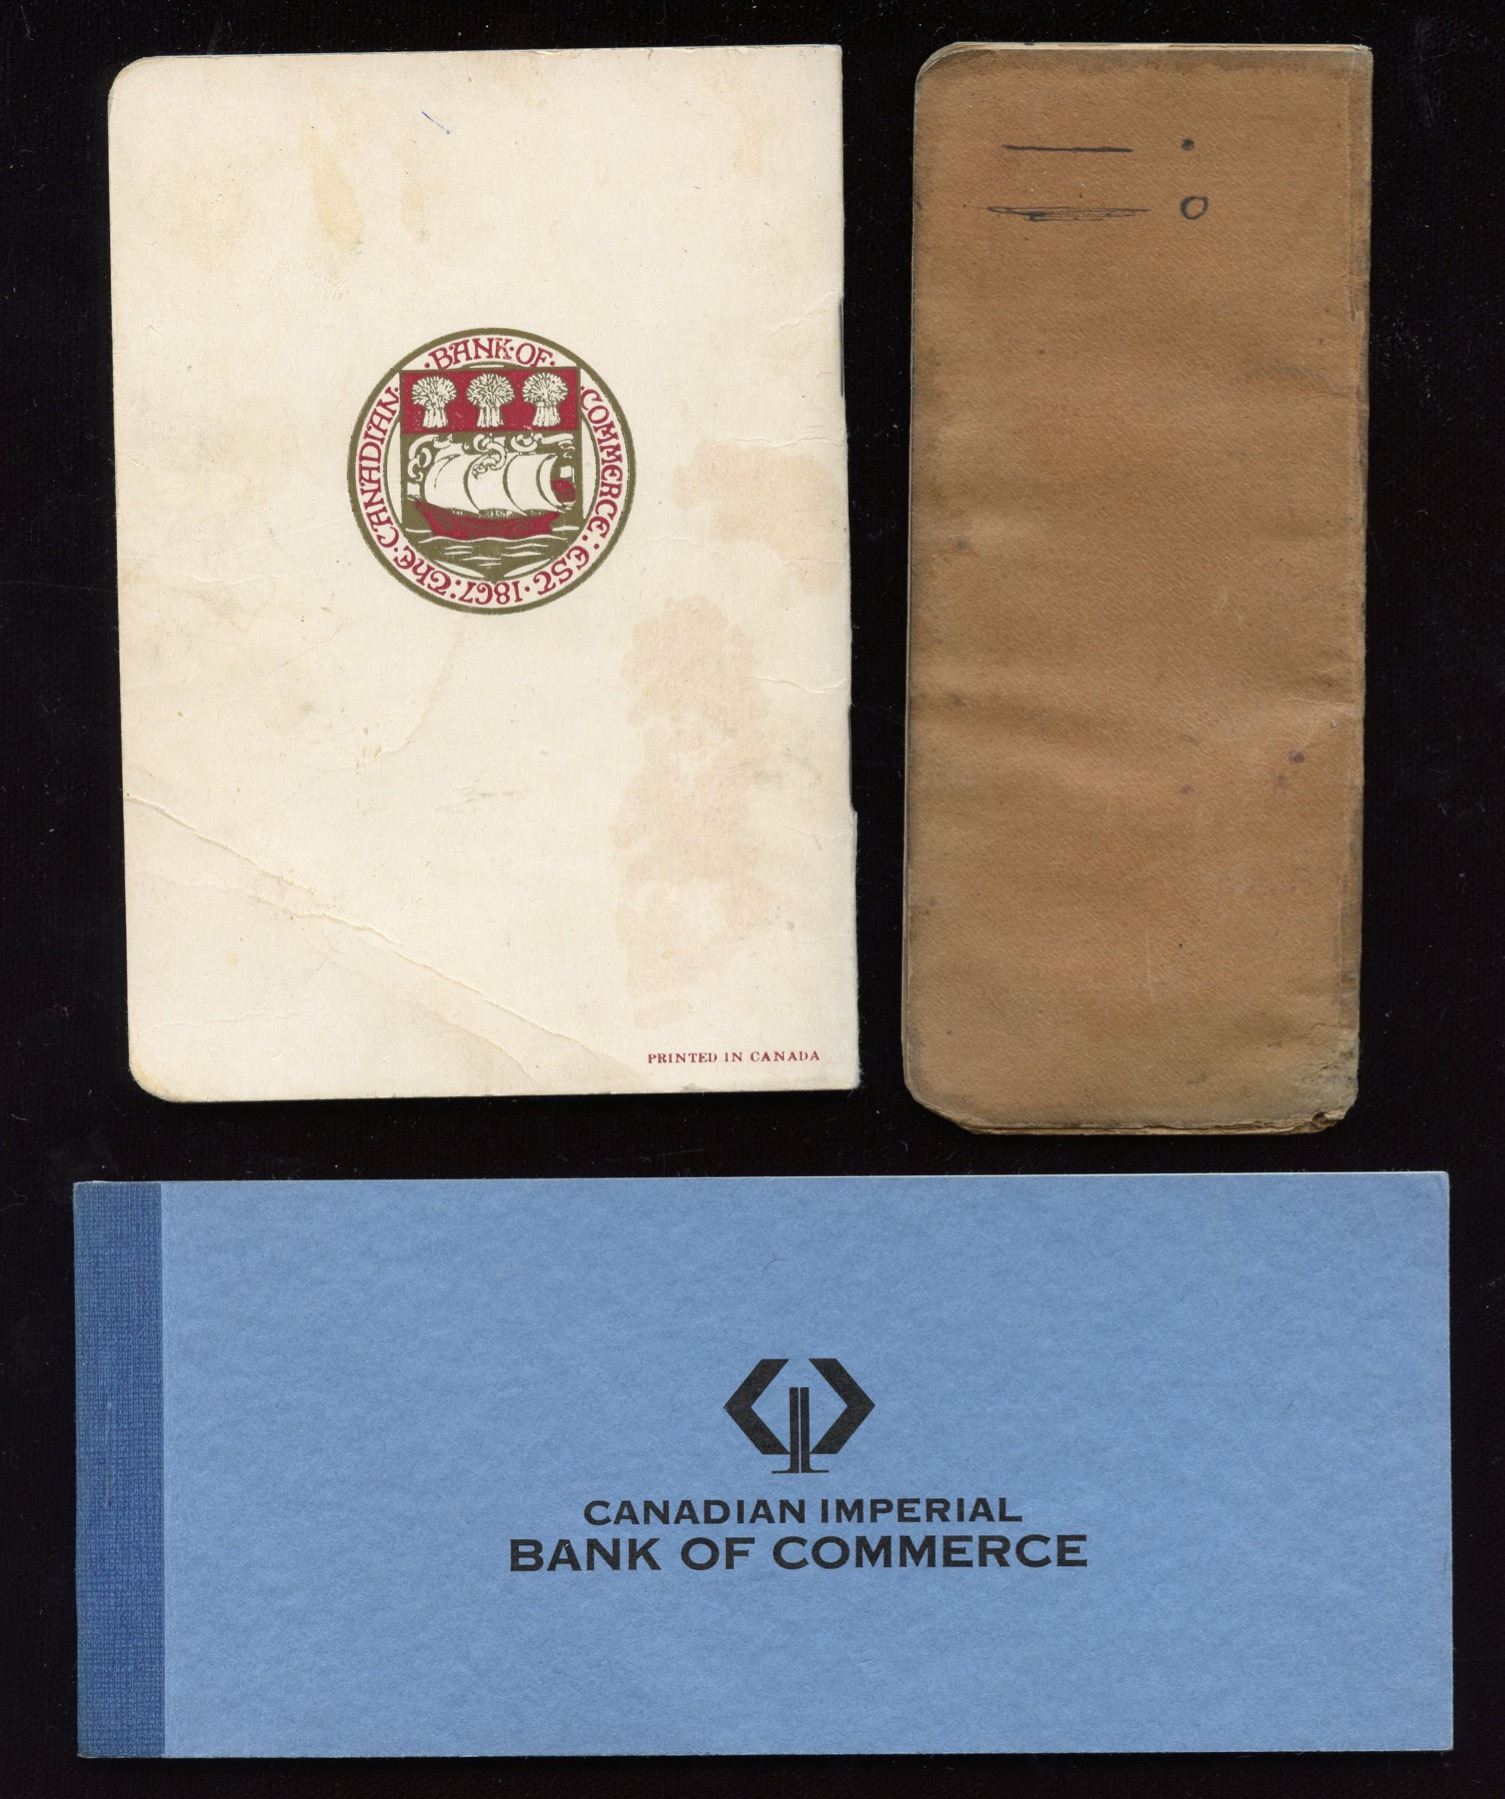 THE · CANADIAN · BANK · OF · COMMERCE · EST · 1867 ·
PRINTED IN CANADA
CANADIAN IMPERIAL
BANK OF COMMERCE